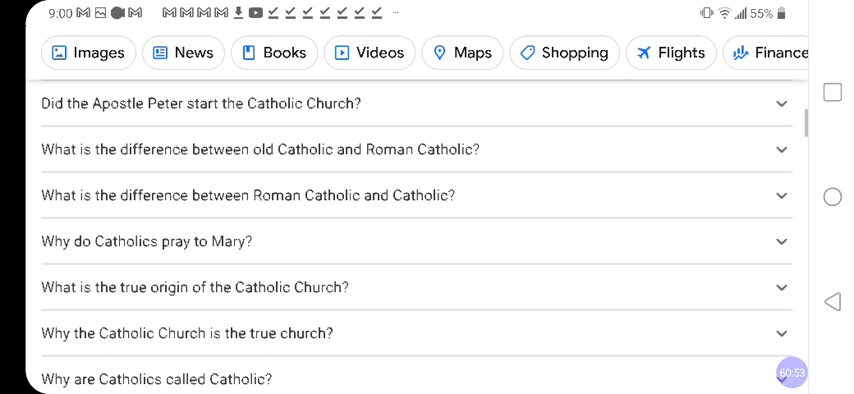 9:00 55%
Images News Books Videos Maps Shopping Flights Finance
Did the Apostle Peter start the Catholic Church?
What is the difference between old Catholic and Roman Catholic?
What is the difference between Roman Catholic and Catholic?
Why do Catholics pray to Mary?
What is the true origin of the Catholic Church?
Why the Catholic Church is the true church?
Why are Catholics called Catholic?
60:53